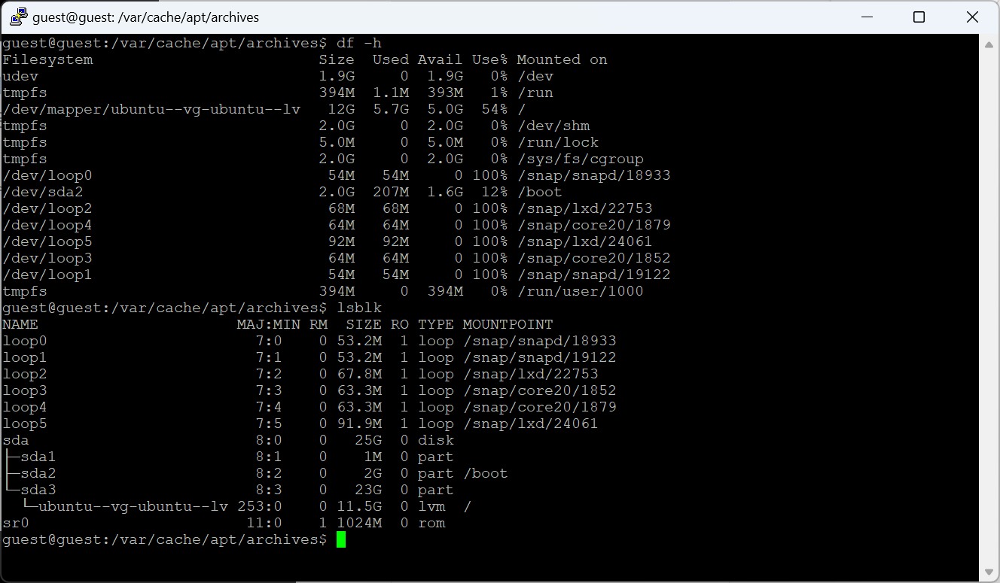 guest@guest: /var/cache/apt/archives
guest@guest:/var/cache/apt/archives$ df -h
Filesystem                         Size  Used Avail Use% Mounted on
udev                               1.9G     0  1.9G   0% /dev
tmpfs                              394M  1.1M  393M   1% /run
/dev/mapper/ubuntu--vg-ubuntu--lv   12G  5.7G  5.0G  54% /
tmpfs                              2.0G     0  2.0G   0% /dev/shm
tmpfs                              5.0M     0  5.0M   0% /run/lock
tmpfs                              2.0G     0  2.0G   0% /sys/fs/cgroup
/dev/loop0                          54M   54M     0 100% /snap/snapd/18933
/dev/sda2                          2.0G  207M  1.6G  12% /boot
/dev/loop2                          68M   68M     0 100% /snap/lxd/22753
/dev/loop4                          64M   64M     0 100% /snap/core20/1879
/dev/loop5                          92M   92M     0 100% /snap/lxd/24061
/dev/loop3                          64M   64M     0 100% /snap/core20/1852
/dev/loop1                          54M   54M     0 100% /snap/snapd/19122
tmpfs                              394M     0  394M   0% /run/user/1000
guest@guest:/var/cache/apt/archives$ lsblk
NAME                      MAJ:MIN RM  SIZE RO TYPE MOUNTPOINT
loop0                       7:0    0 53.2M  1 loop /snap/snapd/18933
loop1                       7:1    0 53.2M  1 loop /snap/snapd/19122
loop2                       7:2    0 67.8M  1 loop /snap/lxd/22753
loop3                       7:3    0 63.3M  1 loop /snap/core20/1852
loop4                       7:4    0 63.3M  1 loop /snap/core20/1879
loop5                       7:5    0 91.9M  1 loop /snap/lxd/24061
sda                         8:0    0   25G  0 disk
├─sda1                      8:1    0    1M  0 part
├─sda2                      8:2    0    2G  0 part /boot
└─sda3                      8:3    0   23G  0 part
  └─ubuntu--vg-ubuntu--lv 253:0    0 11.5G  0 lvm  /
sr0                        11:0    1 1024M  0 rom
guest@guest:/var/cache/apt/archives$